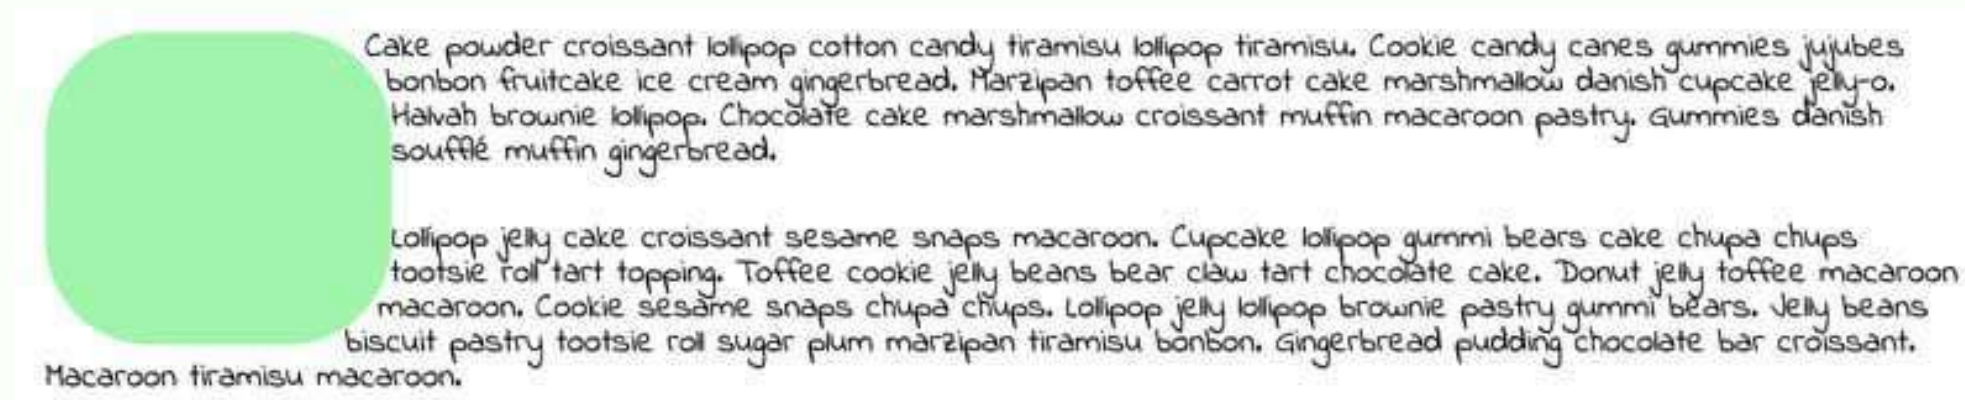 Cake powder croissant lollipop cotton candy tiramisu lollipop tiramisu. Cookie candy canes gummies jujubes
bonbon fruitcake ice cream gingerbread. Marzipan toffee carrot cake marshmallow danish cupcake jelly-o.
Halvah brownie lollipop. Chocolate cake marshmallow croissant muffin macaroon pastry. Gummies danish
soufflé muffin gingerbread.
Lollipop jelly cake croissant sesame snaps macaroon. Cupcake lollipop gummi bears cake chupa chups
tootsie roll tart topping. Toffee cookie jelly beans bear claw tart chocolate cake. Donut jelly toffee macaroon
macaroon. Cookie sesame snaps chupa chups. Lollipop jelly lollipop brownie pastry gummi bears. Jelly beans
biscuit pastry tootsie roll sugar plum marzipan tiramisu bonbon. Gingerbread pudding chocolate bar croissant.
Macaroon tiramisu macaroon.